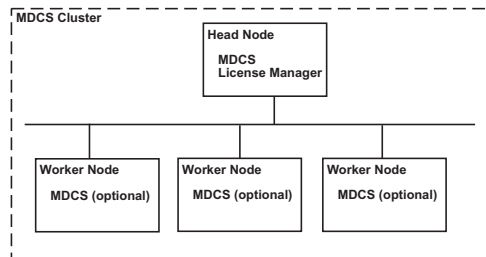 MDCS Cluster
Head Node
MDCS
License Manager
Worker Node
MDCS (optional)
Worker Node
MDCS (optional)
Worker Node
MDCS (optional)